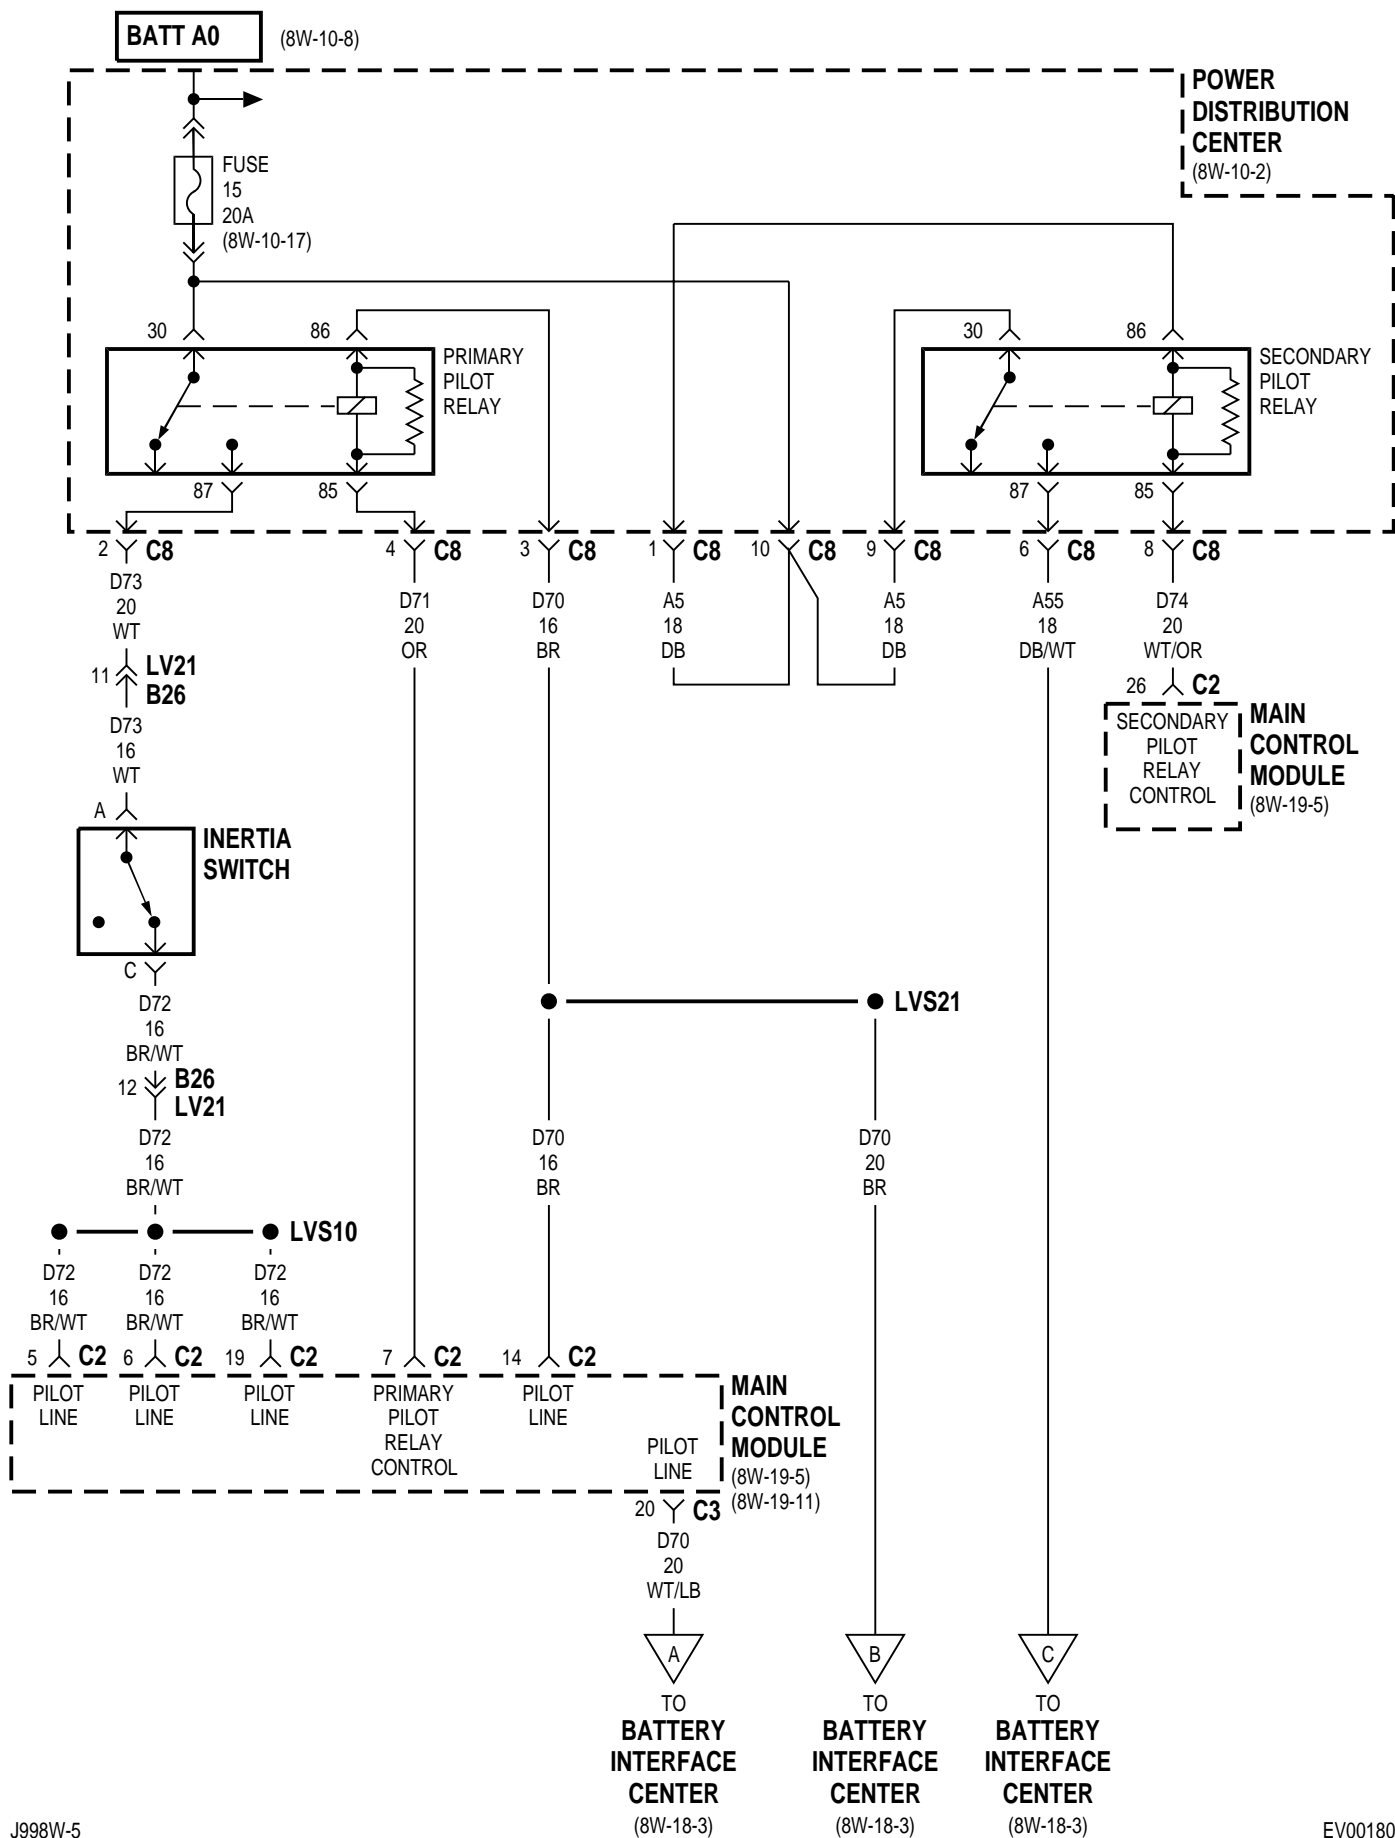 BATT A0
(8W-10-8)
POWER
DISTRIBUTION
CENTER
(8W-10-2)
FUSE
15
20A
(8W-10-17)
30
86
PRIMARY
PILOT
RELAY
30
86
SECONDARY
PILOT
RELAY
87
85
87
85
2
C8
4
C8
3
C8
1
C8
10
C8
9
C8
6
C8
8
C8
D73
20
WT
D71
20
OR
D70
16
BR
A5
18
DB
A5
18
DB
A55
18
DB/WT
D74
20
WT/OR
11
LV21
B26
26
C2
D73
16
WT
SECONDARY
PILOT
RELAY
CONTROL
MAIN
CONTROL
MODULE
(8W-19-5)
A
INERTIA
SWITCH
C
D72
16
BR/WT
LVS21
12
B26
LV21
D72
16
BR/WT
D70
16
BR
D70
20
BR
LVS10
D72
16
BR/WT
D72
16
BR/WT
D72
16
BR/WT
5
C2
6
C2
19
C2
7
C2
14
C2
PILOT
LINE
PILOT
LINE
PILOT
LINE
PRIMARY
PILOT
RELAY
CONTROL
PILOT
LINE
PILOT
LINE
MAIN
CONTROL
MODULE
(8W-19-5)
(8W-19-11)
20
C3
D70
20
WT/LB
A
TO
BATTERY
INTERFACE
CENTER
(8W-18-3)
B
TO
BATTERY
INTERFACE
CENTER
(8W-18-3)
C
TO
BATTERY
INTERFACE
CENTER
(8W-18-3)
J998W-5
EV00180